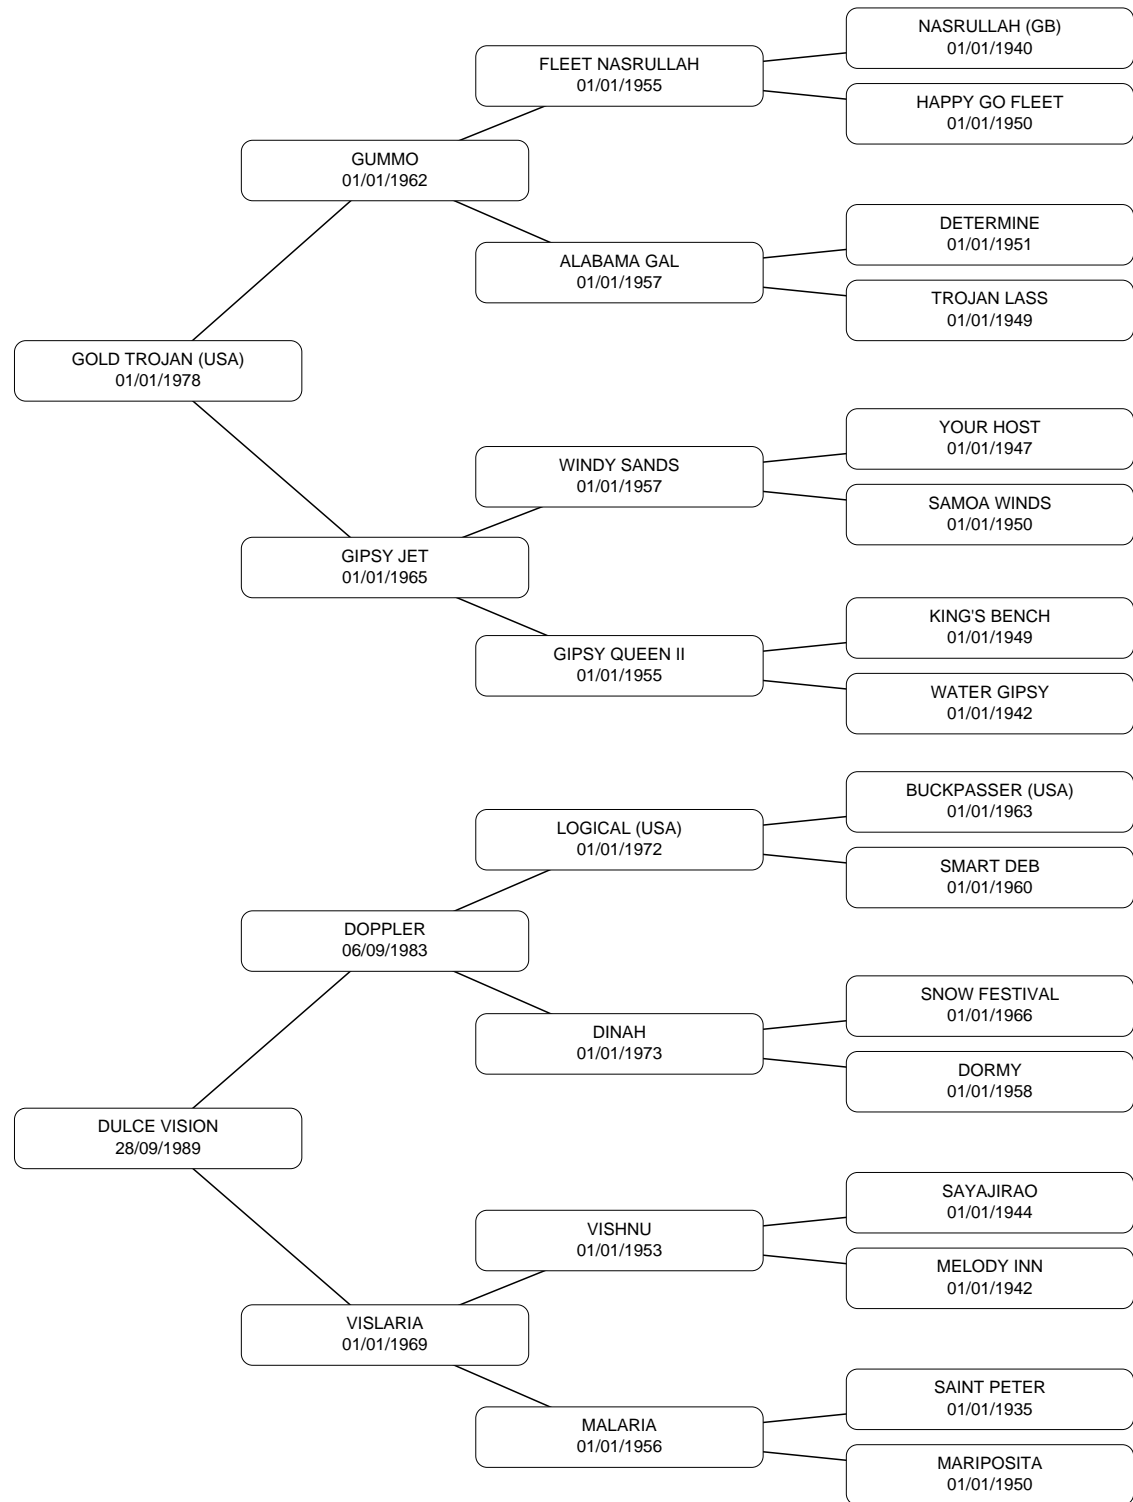 NASRULLAH (GB)
01/01/1940
FLEET NASRULLAH
01/01/1955
HAPPY GO FLEET
01/01/1950
GUMMO
01/01/1962
DETERMINE
01/01/1951
ALABAMA GAL
01/01/1957
TROJAN LASS
01/01/1949
GOLD TROJAN (USA)
01/01/1978
YOUR HOST
01/01/1947
WINDY SANDS
01/01/1957
SAMOA WINDS
01/01/1950
GIPSY JET
01/01/1965
KING'S BENCH
01/01/1949
GIPSY QUEEN II
01/01/1955
WATER GIPSY
01/01/1942
BUCKPASSER (USA)
01/01/1963
LOGICAL (USA)
01/01/1972
SMART DEB
01/01/1960
DOPPLER
06/09/1983
SNOW FESTIVAL
01/01/1966
DINAH
01/01/1973
DORMY
01/01/1958
DULCE VISION
28/09/1989
SAYAJIRAO
01/01/1944
VISHNU
01/01/1953
MELODY INN
01/01/1942
VISLARIA
01/01/1969
SAINT PETER
01/01/1935
MALARIA
01/01/1956
MARIPOSITA
01/01/1950